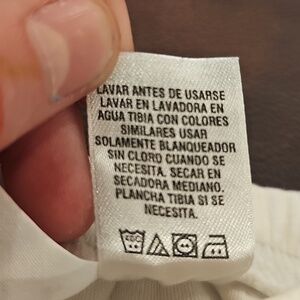 LAVAR ANTES DE USARSE
LAVAR EN LAVADORA EN
AGUA TIBIA CON COLORES
SIMILARES USAR
SOLAMENTE BLANQUEADOR
SIN CLORO CUANDO SE
NECESITA. SECAR EN
SECADORA MEDIANO.
PLANCHA TIBIA SI SE
NECESITA.